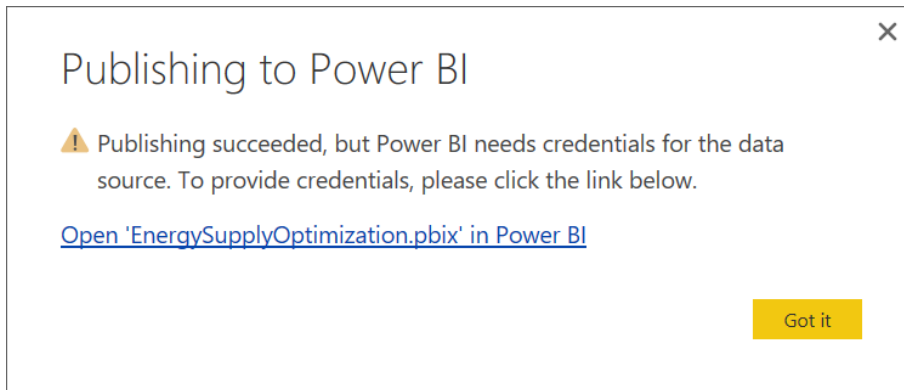 Publishing to Power BI
Publishing succeeded, but Power BI needs credentials for the data
source. To provide credentials, please click the link below.
Open 'EnergySupplyOptimization.pbix' in Power BI
Got it